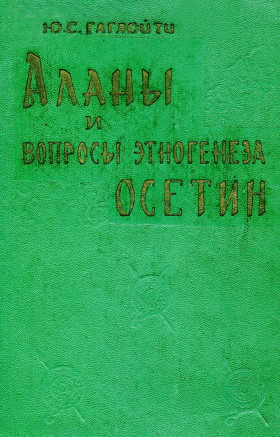 Ю.С. ГАГЛОЙТИ
АЛАНЫ
И
ВОПРОСЫ ЭТНОГЕНЕЗА
ОСЕТИН